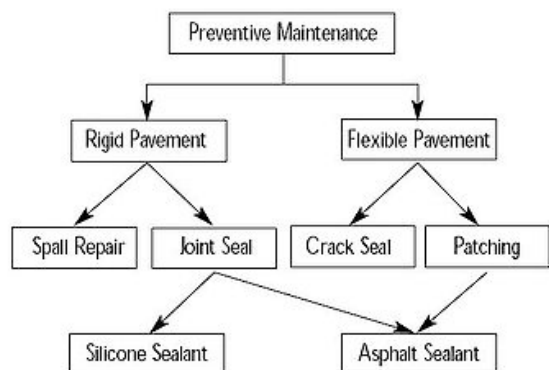 Preventive Maintenance
Rigid Pavement
Flexible Pavement
Spall Repair
Joint Seal
Crack Seal
Patching
Silicone Sealant
Asphalt Sealant